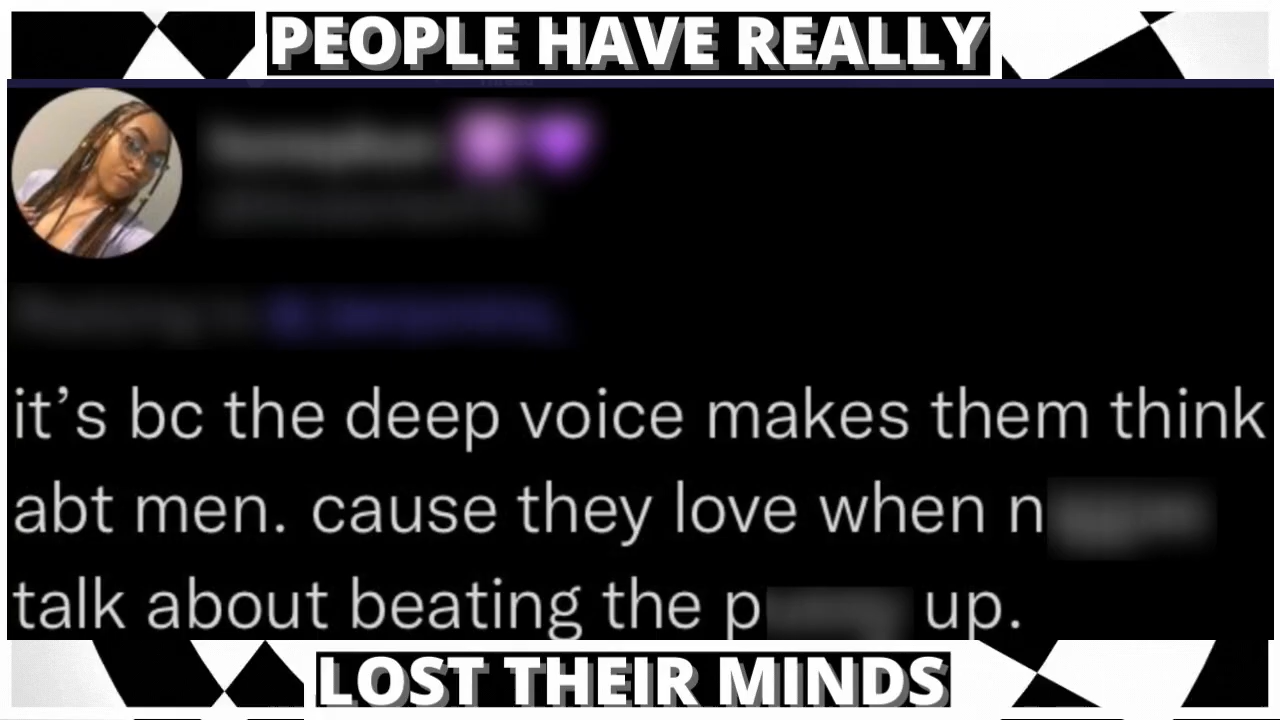 PEOPLE HAVE REALLY
it's bc the deep voice makes them think
abt men. cause they love when n
talk about beating the p up.
LOST THEIR MINDS